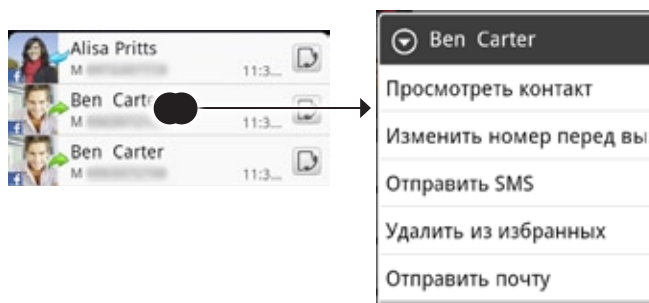 Alisa Pritts
M
11:3...
Ben Carte
M
11:3...
Ben Carter
M
11:3...
Ben Carter
Просмотреть контакт
Изменить номер перед вы
Отправить SMS
Удалить из избранных
Отправить почту